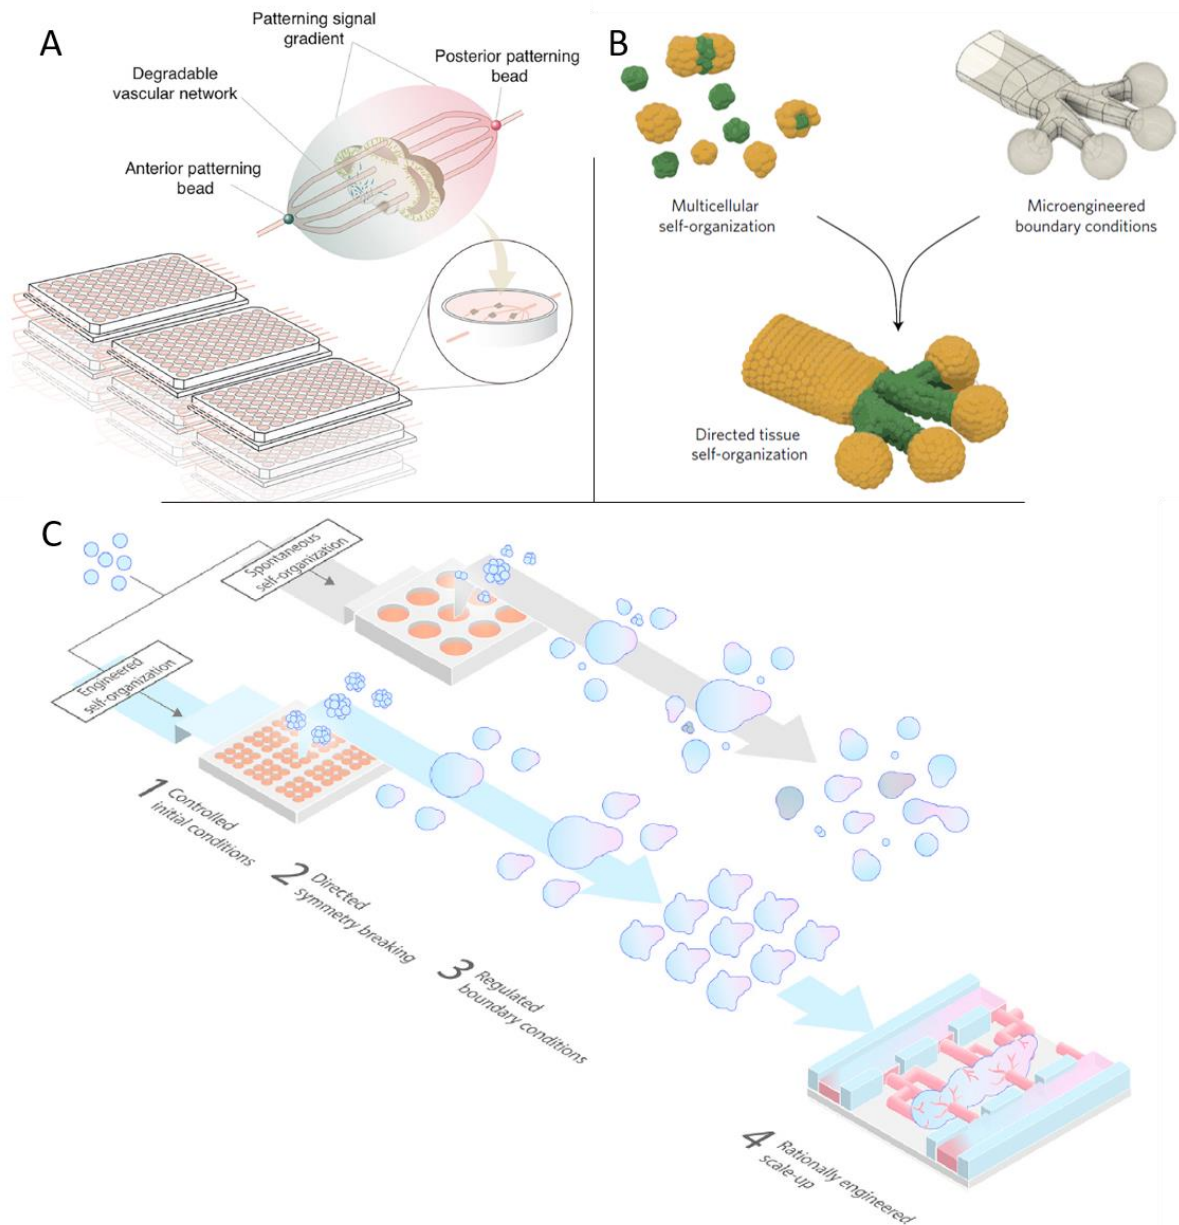 A
Patterning signal
gradient
Posterior patterning
bead
Degradable
vascular network
Anterior patterning
bead
B
Multicellular
self-organization
Microengineered
boundary conditions
Directed tissue
self-organization
C
Spontaneous
self-organization
Engineered
self-organization
1 Controlled
initial conditions
2 Directed
symmetry breaking
3 Regulated
boundary conditions
4 Rationally engineered
scale-up